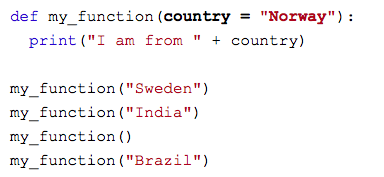 def my_function(country = "Norway"):
  print("I am from " + country)

my_function("Sweden")
my_function("India")
my_function()
my_function("Brazil")